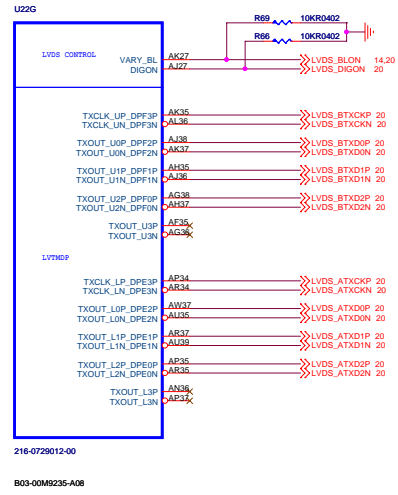 U22G
R69 10KR0402
R66 10KR0402
LVDS CONTROL
VARY_BL AK27 LVDS_BLON 14,20
DIGON AJ27 LVDS_DIGON 20
TXCLK_UP_DPF3P AK35 LVDS_BTXCKP 20
TXCLK_UN_DPF3N AL36 LVDS_BTXCKN 20
TXOUT_U0P_DPF2P AJ38 LVDS_BTXD0P 20
TXOUT_U0N_DPF2N AK37 LVDS_BTXD0N 20
TXOUT_U1P_DPF1P AH35 LVDS_BTXD1P 20
TXOUT_U1N_DPF1N AJ36 LVDS_BTXD1N 20
TXOUT_U2P_DPF0P AG38 LVDS_BTXD2P 20
TXOUT_U2N_DPF0N AH37 LVDS_BTXD2N 20
TXOUT_U3P AF35
TXOUT_U3N AG36
LVTMDP
TXCLK_LP_DPE3P AP34 LVDS_ATXCKP 20
TXCLK_LN_DPE3N AR34 LVDS_ATXCKN 20
TXOUT_L0P_DPE2P AW37 LVDS_ATXD0P 20
TXOUT_L0N_DPE2N AU35 LVDS_ATXD0N 20
TXOUT_L1P_DPE1P AR37 LVDS_ATXD1P 20
TXOUT_L1N_DPE1N AU39 LVDS_ATXD1N 20
TXOUT_L2P_DPE0P AP35 LVDS_ATXD2P 20
TXOUT_L2N_DPE0N AR35 LVDS_ATXD2N 20
TXOUT_L3P AN36
TXOUT_L3N AP37
216-0729012-00
B03-00M9235-A08